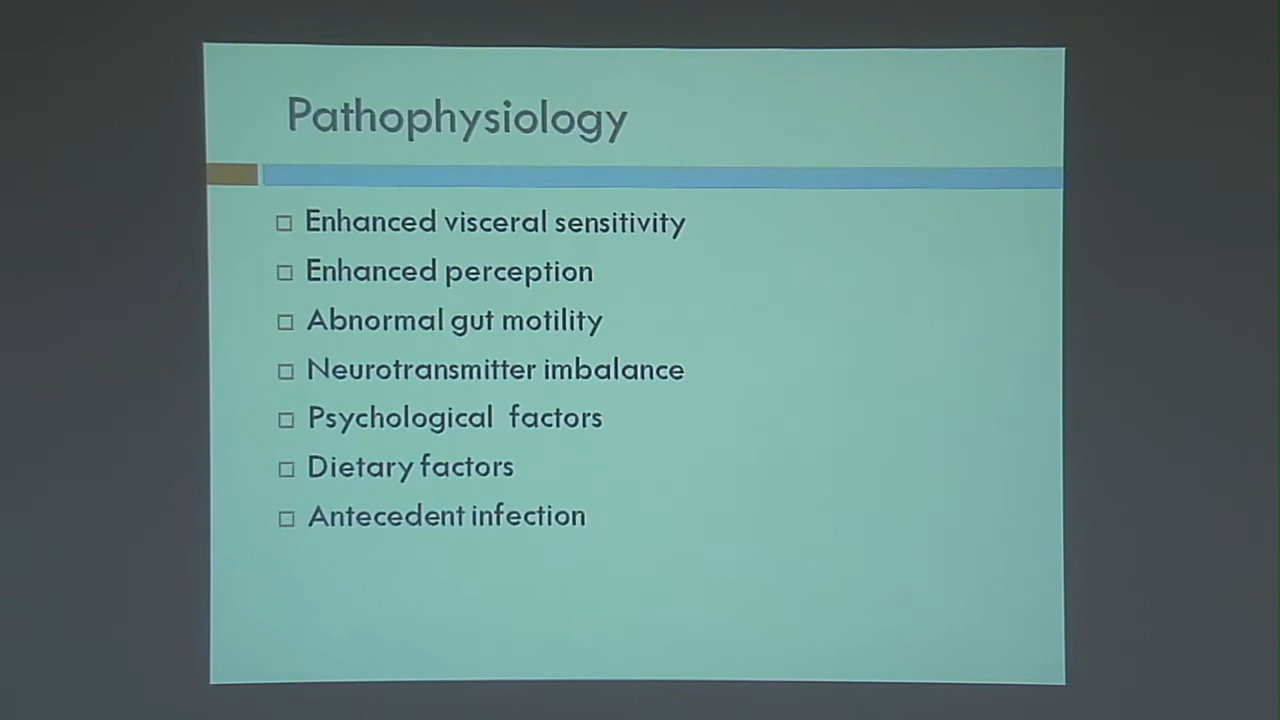 Pathophysiology
Enhanced visceral sensitivity
Enhanced perception
Abnormal gut motility
Neurotransmitter imbalance
Psychological factors
Dietary factors
Antecedent infection